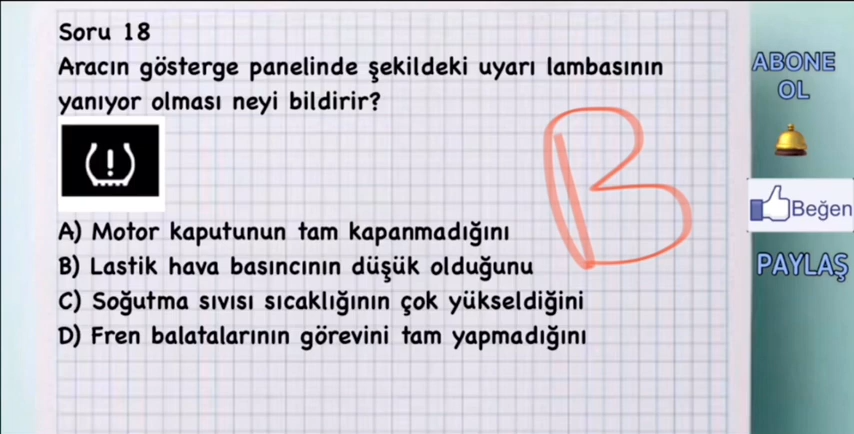 Soru 18
Aracın gösterge panelinde şekildeki uyarı lambasının
yanıyor olması neyi bildirir?
A) Motor kaputunun tam kapanmadığını
B) Lastik hava basıncının düşük olduğunu
C) Soğutma sıvısı sıcaklığının çok yükseldiğini
D) Fren balatalarının görevini tam yapmadığını
B
ABONE
OL
Beğen
PAYLAŞ